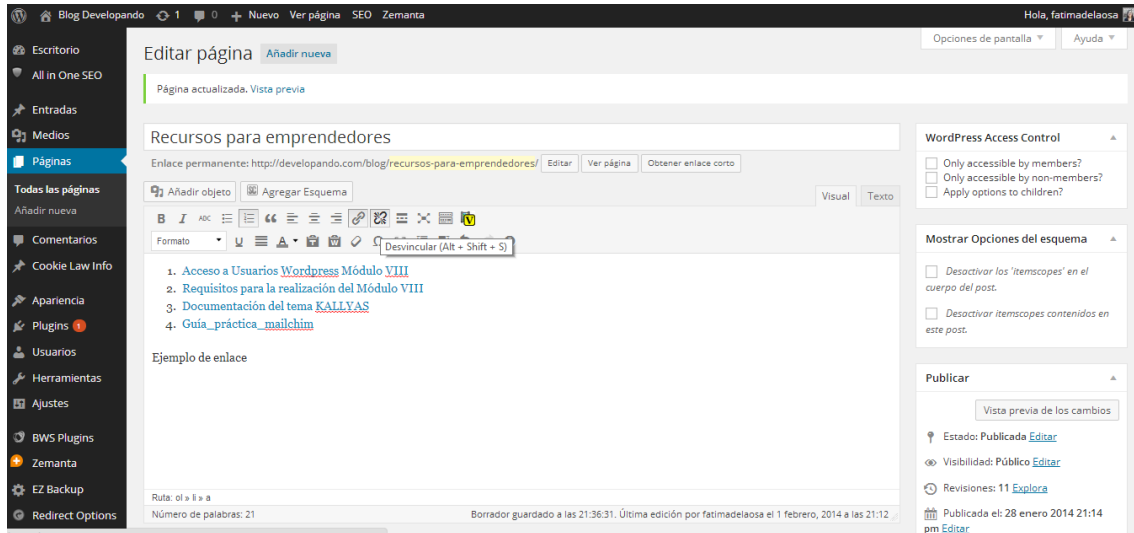 Blog Developando 1 0 + Nuevo Ver página SEO Zemanta Hola, fatimadelaosa
Opciones de pantalla Ayuda
Escritorio
All in One SEO
Entradas
Medios
Páginas
Todas las páginas
Añadir nueva
Comentarios
Cookie Law Info
Apariencia
Plugins 1
Usuarios
Herramientas
Ajustes
BWS Plugins
Zemanta
EZ Backup
Redirect Options
Editar página Añadir nueva
Página actualizada. Vista previa
Recursos para emprendedores
Enlace permanente: http://developando.com/blog/recursos-para-emprendedores/ Editar Ver página Obtener enlace corto
Añadir objeto Agregar Esquema Visual Texto
B I ABC
Formato U A
Desvincular (Alt + Shift + S)
1. Acceso a Usuarios Wordpress Módulo VIII
2. Requisitos para la realización del Módulo VIII
3. Documentación del tema KALLYAS
4. Guía_práctica_mailchim
Ejemplo de enlace
Ruta: ol » li » a
Número de palabras: 21 Borrador guardado a las 21:36:31. Última edición por fatimadelaosa el 1 febrero, 2014 a las 21:12
WordPress Access Control
Only accessible by members?
Only accessible by non-members?
Apply options to children?
Mostrar Opciones del esquema
Desactivar los 'itemscopes' en el
cuerpo del post.
Desactivar itemscopes contenidos en
este post.
Publicar
Vista previa de los cambios
Estado: Publicada Editar
Visibilidad: Público Editar
Revisiones: 11 Explora
Publicada el: 28 enero 2014 21:14
pm Editar